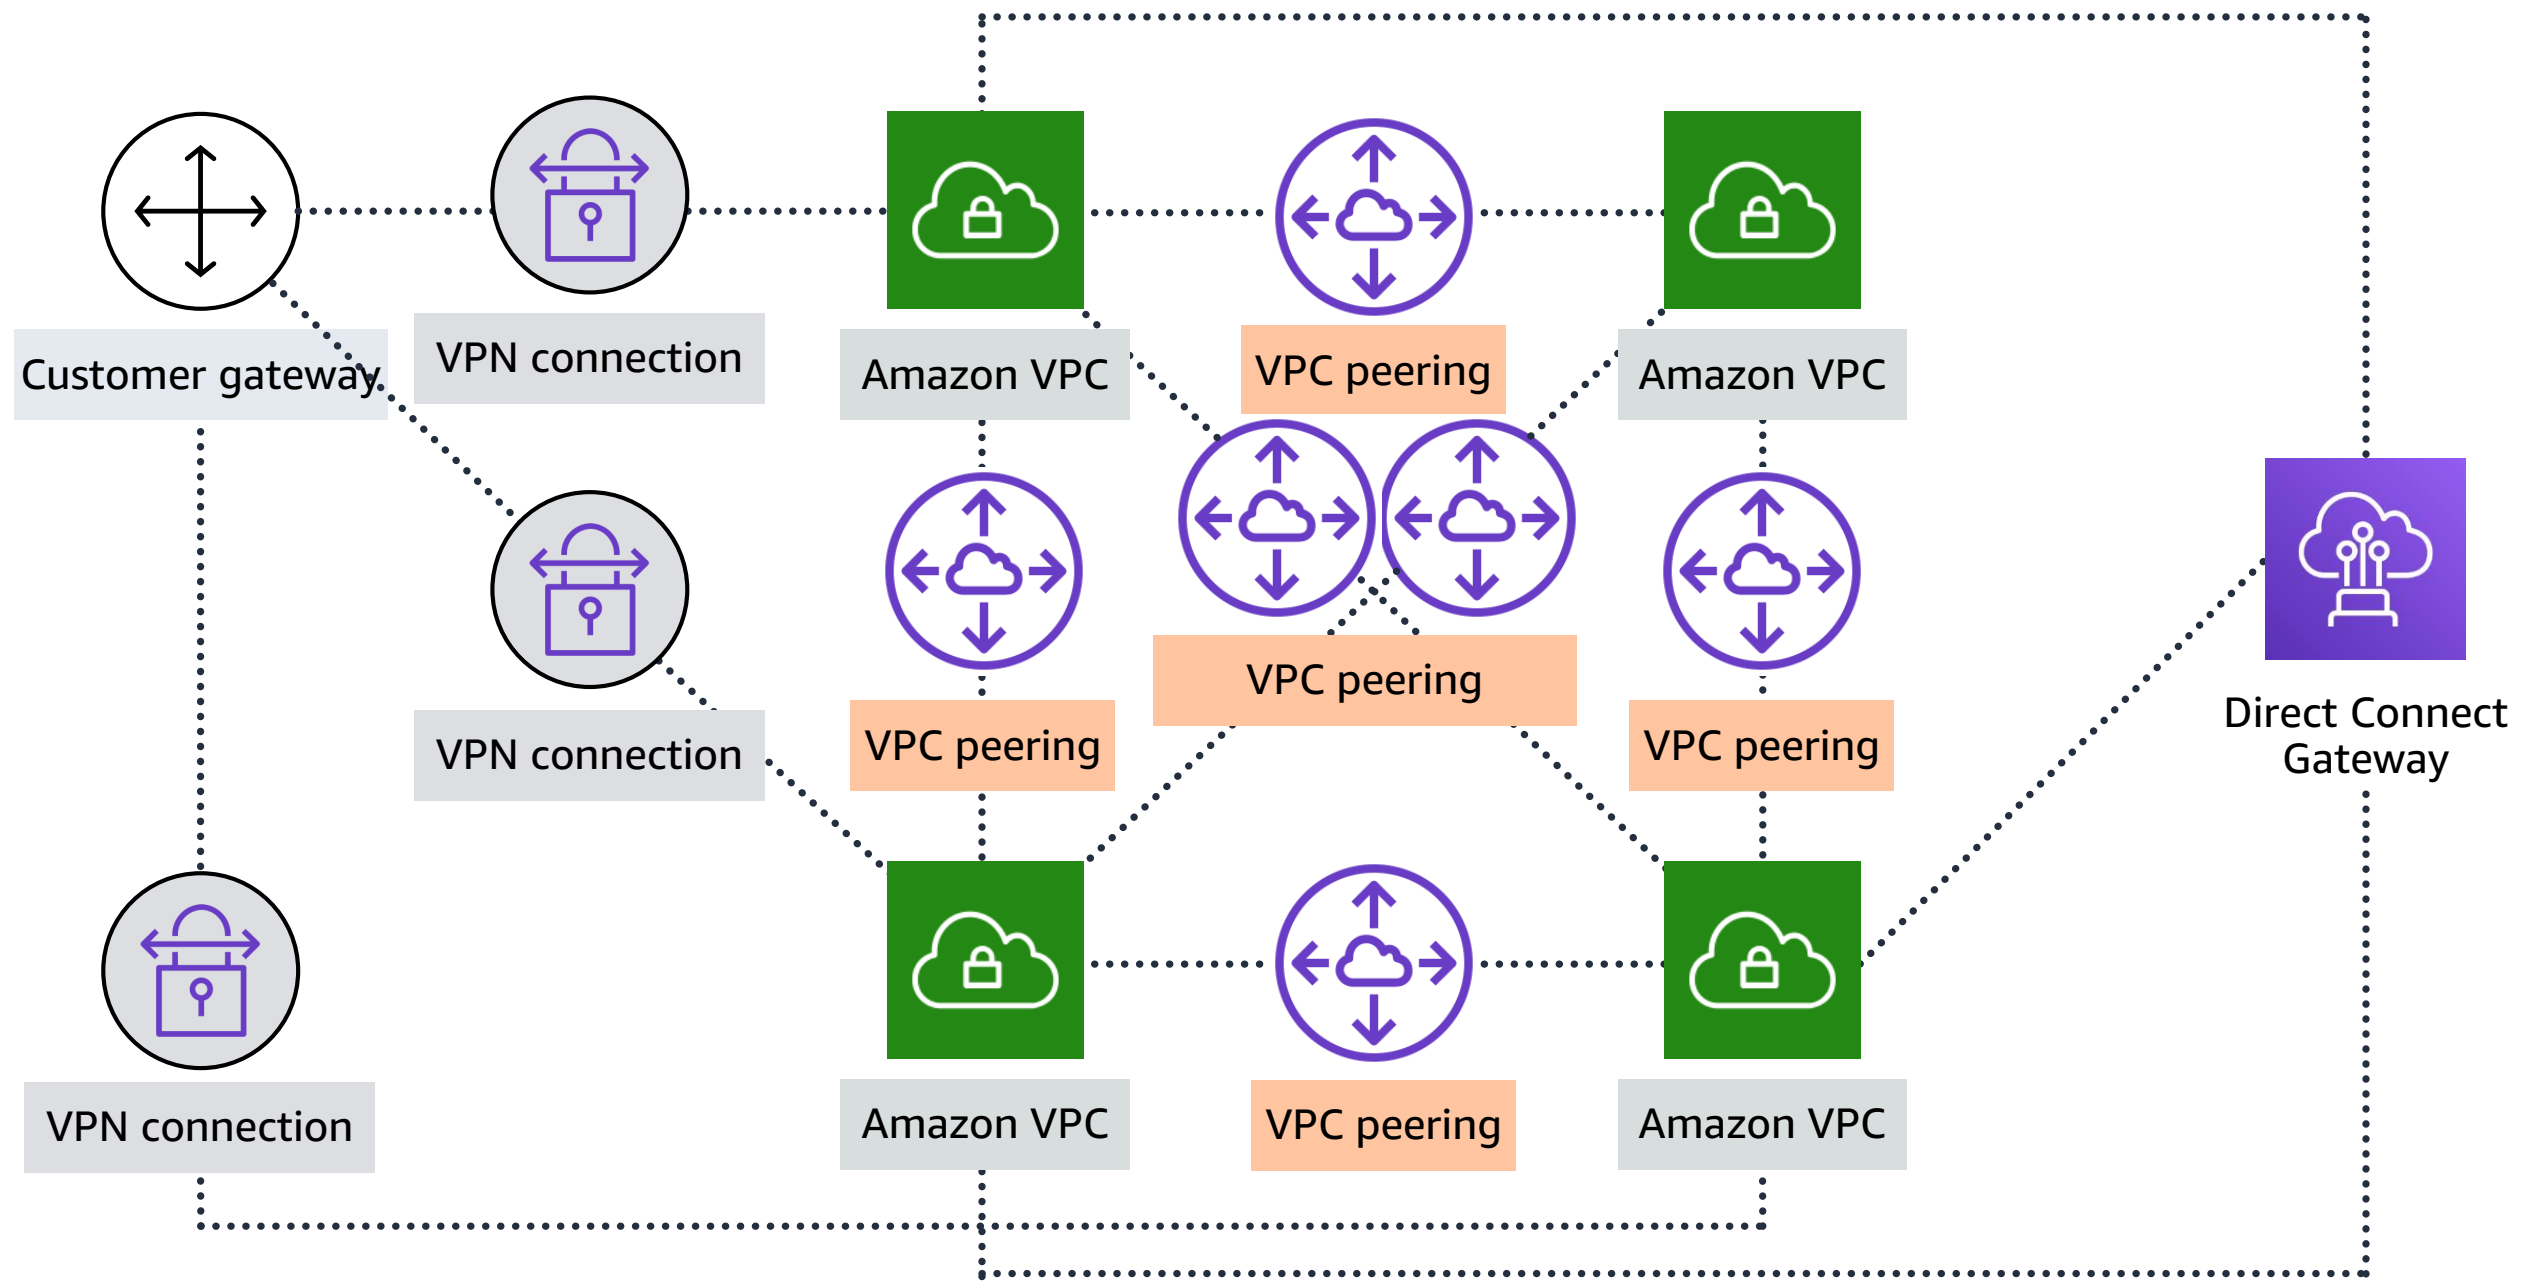 Customer gateway
VPN connection
Amazon VPC
VPC peering
Amazon VPC
VPN connection
VPC peering
VPC peering
VPC peering
Direct Connect
Gateway
VPN connection
Amazon VPC
VPC peering
Amazon VPC